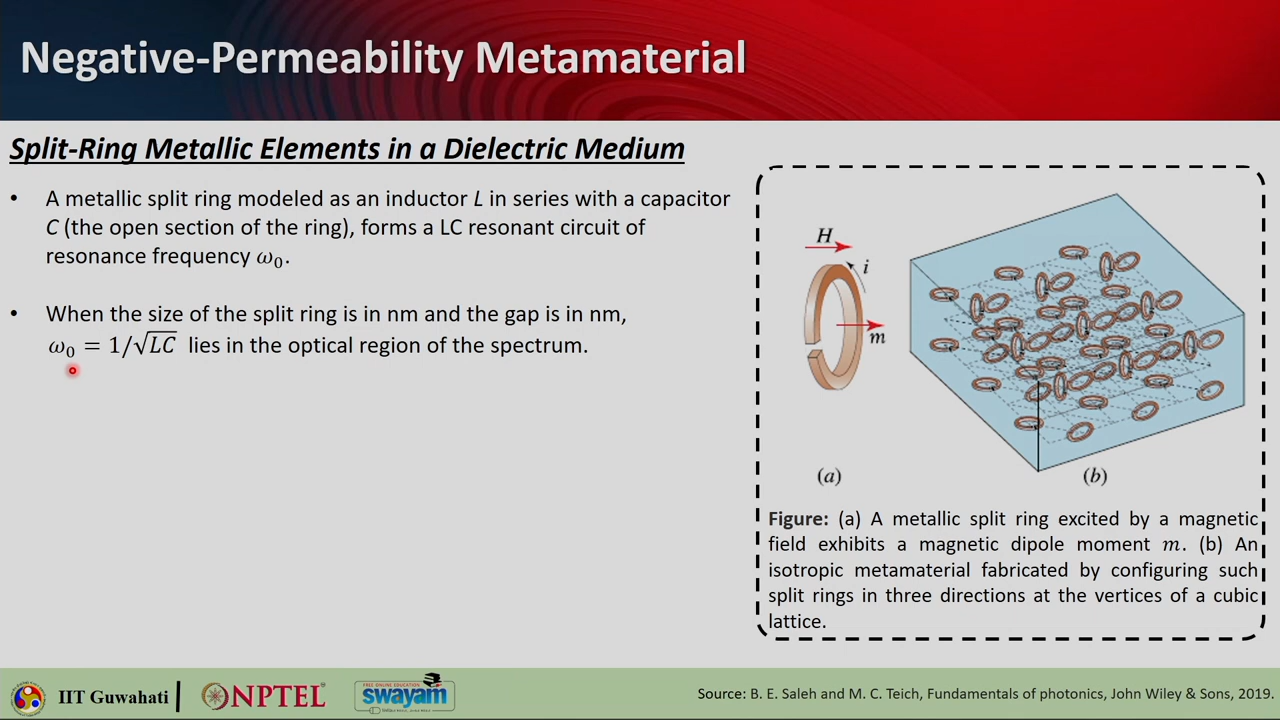 Negative-Permeability Metamaterial
Split-Ring Metallic Elements in a Dielectric Medium
• A metallic split ring modeled as an inductor L in series with a capacitor
C (the open section of the ring), forms a LC resonant circuit of
resonance frequency ω₀.
• When the size of the split ring is in nm and the gap is in nm,
ω₀ = 1/√LC lies in the optical region of the spectrum.
H
i
m
(a)
(b)
Figure: (a) A metallic split ring excited by a magnetic
field exhibits a magnetic dipole moment m. (b) An
isotropic metamaterial fabricated by configuring such
split rings in three directions at the vertices of a cubic
lattice.
IIT Guwahati
NPTEL
FREE ONLINE EDUCATION
swayam
Source: B. E. Saleh and M. C. Teich, Fundamentals of photonics, John Wiley & Sons, 2019.